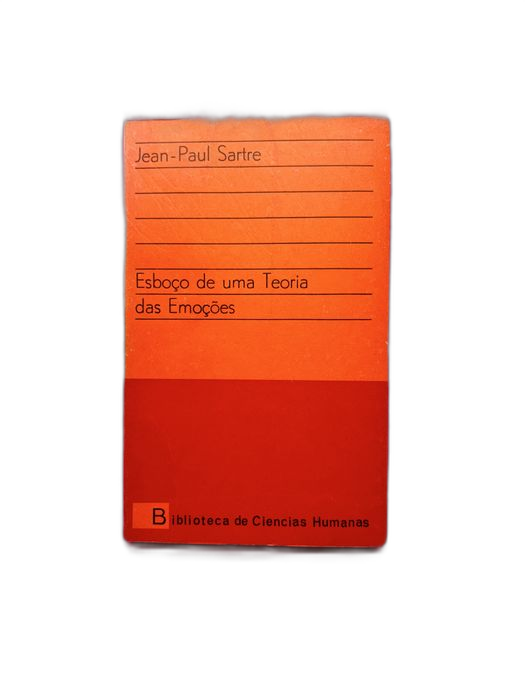 Jean-Paul Sartre
Esboço de uma Teoria
das Emoções
Biblioteca de Ciencias Humanas